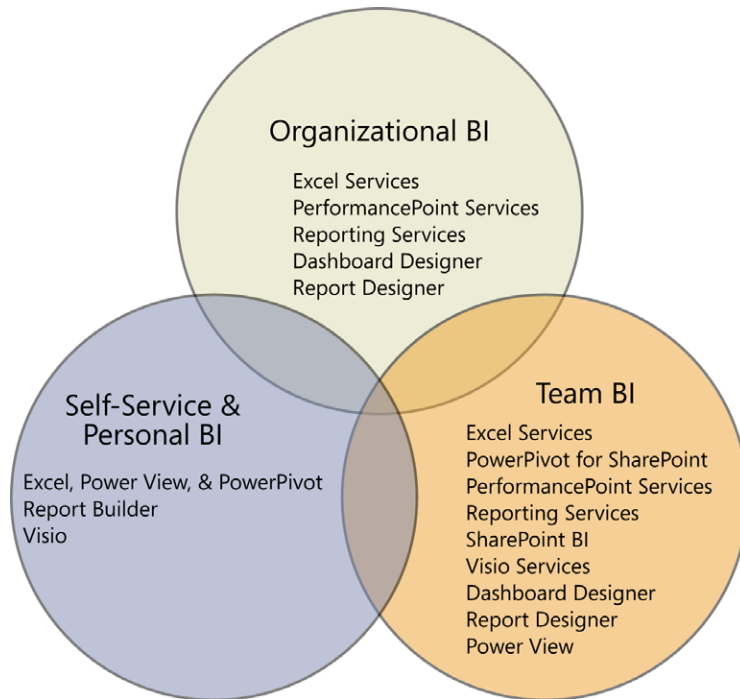 Organizational BI
Excel Services
PerformancePoint Services
Reporting Services
Dashboard Designer
Report Designer
Self-Service &
Personal BI
Excel, Power View, & PowerPivot
Report Builder
Visio
Team BI
Excel Services
PowerPivot for SharePoint
PerformancePoint Services
Reporting Services
SharePoint BI
Visio Services
Dashboard Designer
Report Designer
Power View